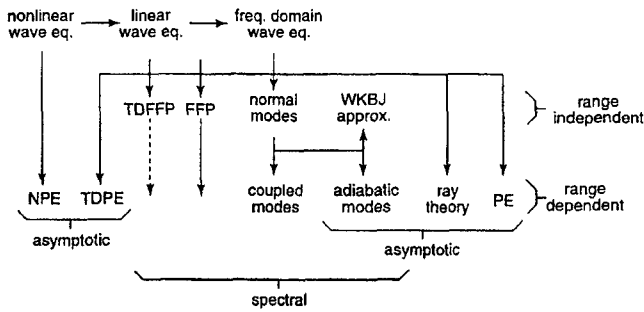 nonlinear wave eq.
linear wave eq.
freq. domain wave eq.
TDFFP
FFP
normal modes
WKBJ approx.
range independent
NPE
TDPE
coupled modes
adiabatic modes
ray theory
PE
range dependent
asymptotic
asymptotic
spectral